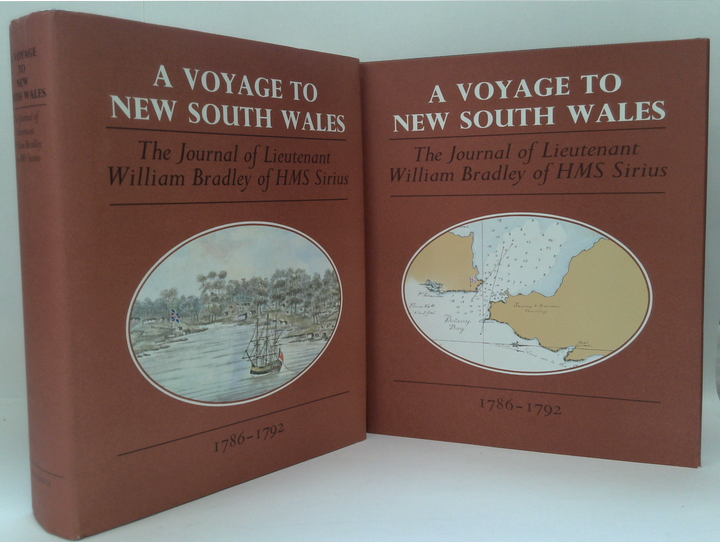 VOYAGE
TO
NEW
SOUTH WALES
A VOYAGE TO
NEW SOUTH WALES
The Journal of Lieutenant
William Bradley of HMS Sirius
1786–1792
A VOYAGE TO
NEW SOUTH WALES
The Journal of Lieutenant
William Bradley of HMS Sirius
Botany
Bay
1786–1792